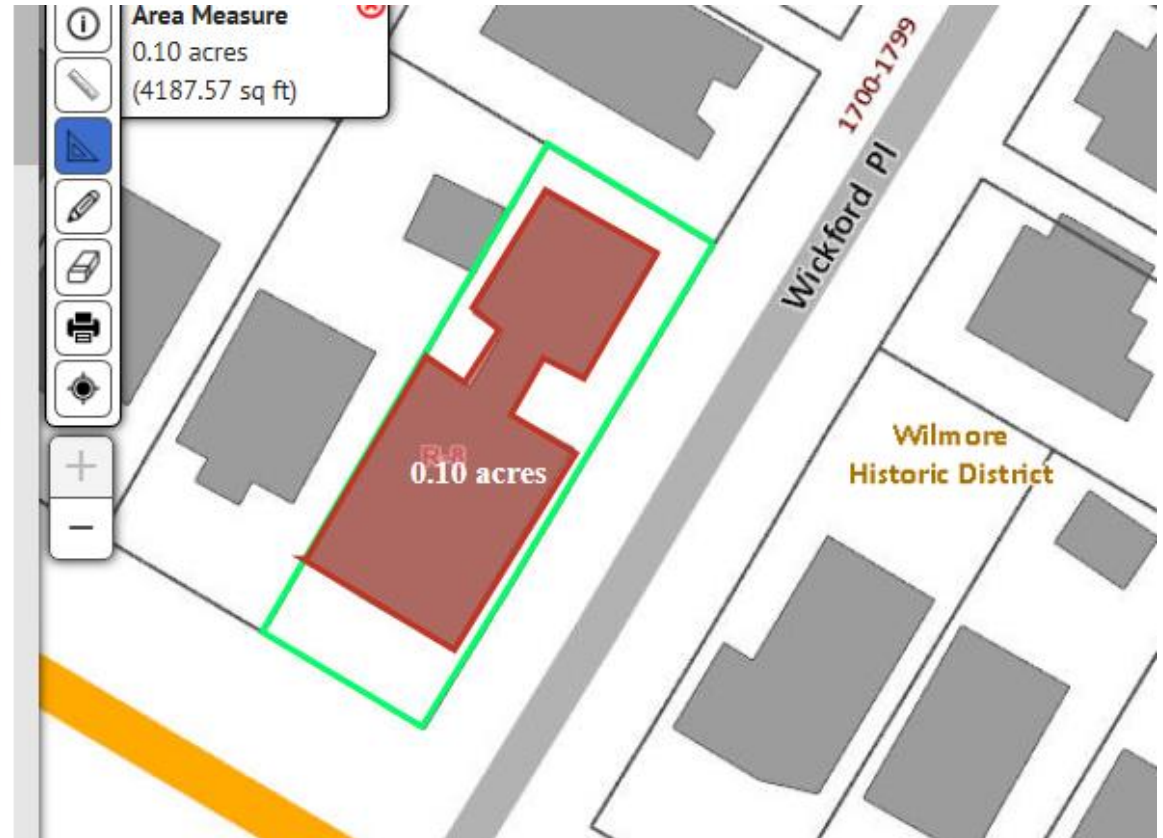 Area Measure
0.10 acres
(4187.57 sq ft)
1700-1799
Wickford Pl
R-8
0.10 acres
Wilmore
Historic District